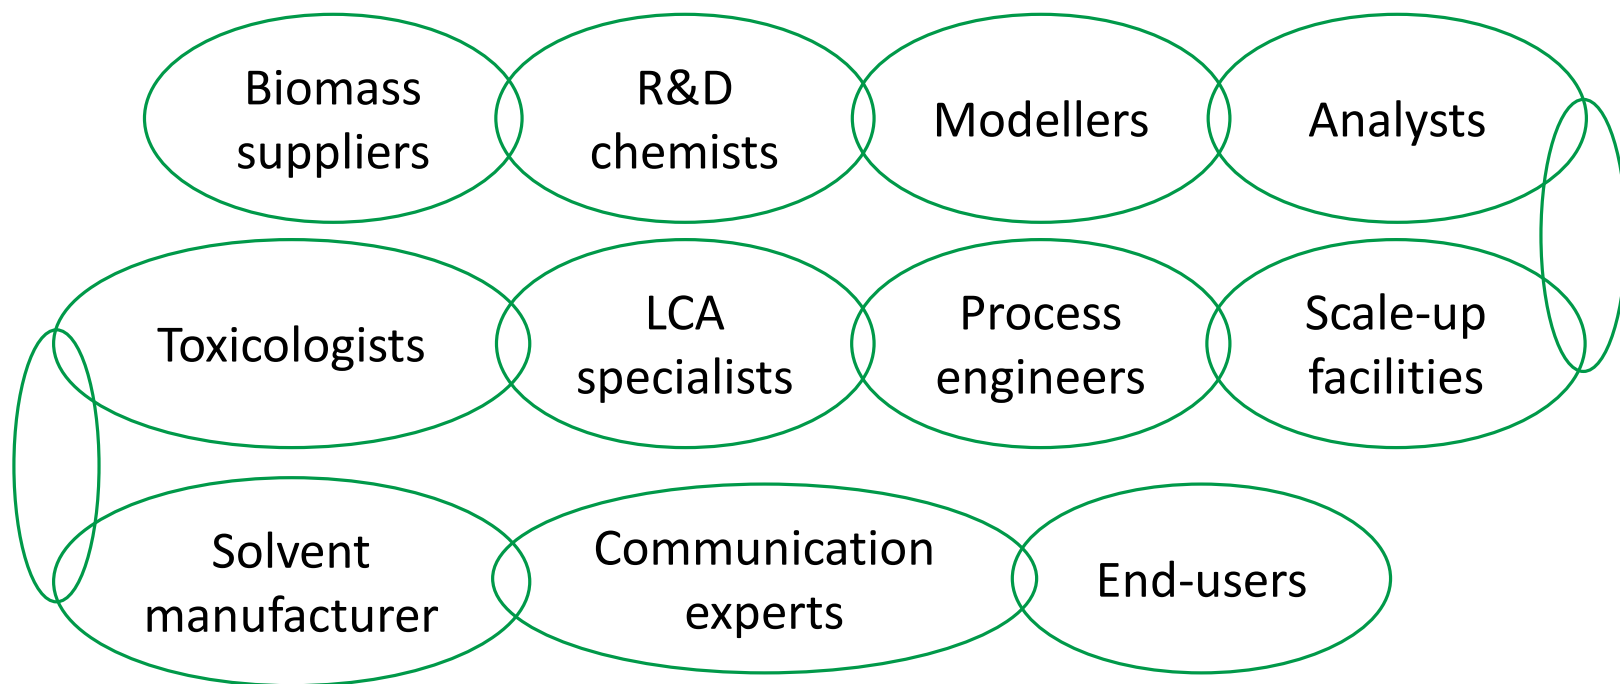 Biomass
suppliers
R&D
chemists
Modellers
Analysts
Toxicologists
LCA
specialists
Process
engineers
Scale-up
facilities
Solvent
manufacturer
Communication
experts
End-users